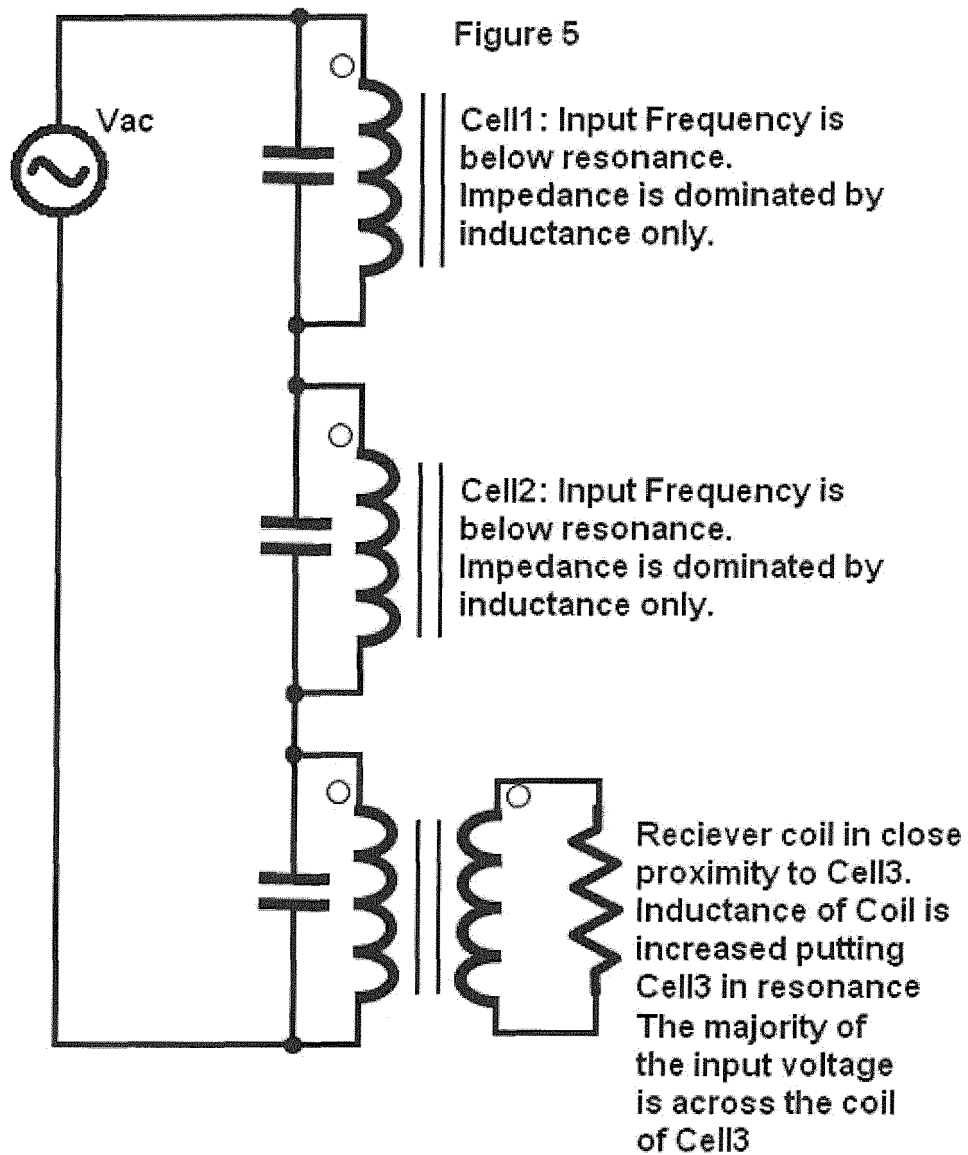 Figure 5
Vac
Cell1: Input Frequency is
below resonance.
Impedance is dominated by
inductance only.
Cell2: Input Frequency is
below resonance.
Impedance is dominated by
inductance only.
Reciever coil in close
proximity to Cell3.
Inductance of Coil is
increased putting
Cell3 in resonance
The majority of
the input voltage
is across the coil
of Cell3